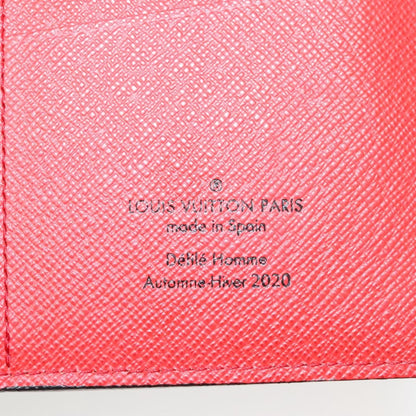 ®
LOUIS VUITTON PARIS
made in Spain
Défilé Homme
Automne-Hiver 2020